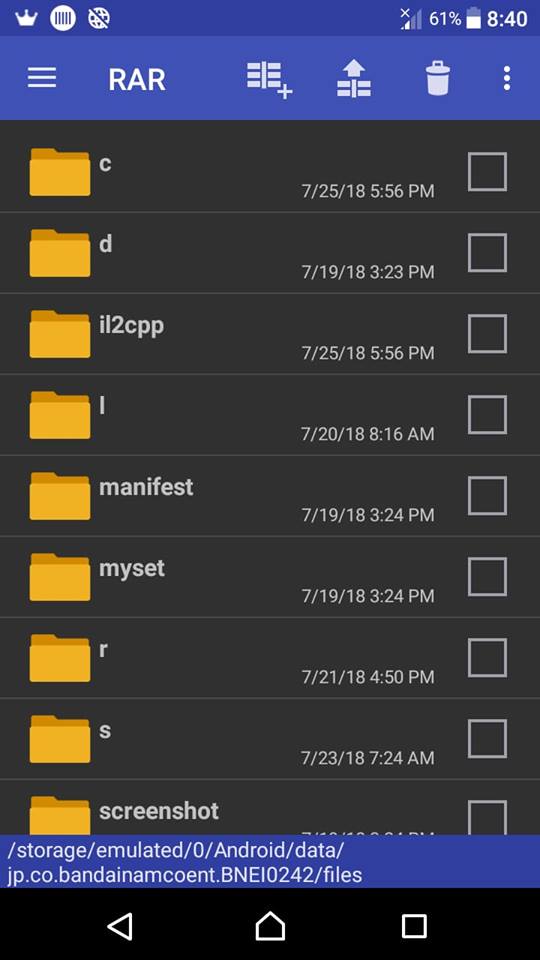 61% 8:40
RAR
c
7/25/18 5:56 PM
d
7/19/18 3:23 PM
il2cpp
7/25/18 5:56 PM
l
7/20/18 8:16 AM
manifest
7/19/18 3:24 PM
myset
7/19/18 3:24 PM
r
7/21/18 4:50 PM
s
7/23/18 7:24 AM
screenshot
/storage/emulated/0/Android/data/
jp.co.bandainamcoent.BNEI0242/files